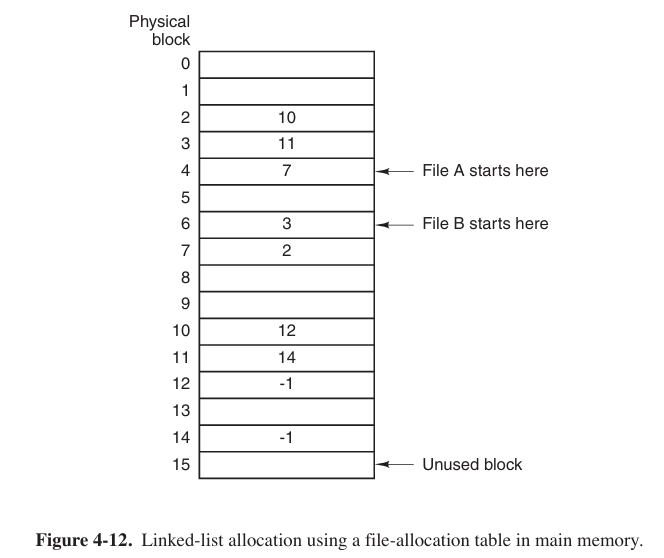 Physical
block
0
1
2 10
3 11
4 7 File A starts here
5
6 3 File B starts here
7 2
8
9
10 12
11 14
12 -1
13
14 -1
15 Unused block
Figure 4-12. Linked-list allocation using a file-allocation table in main memory.